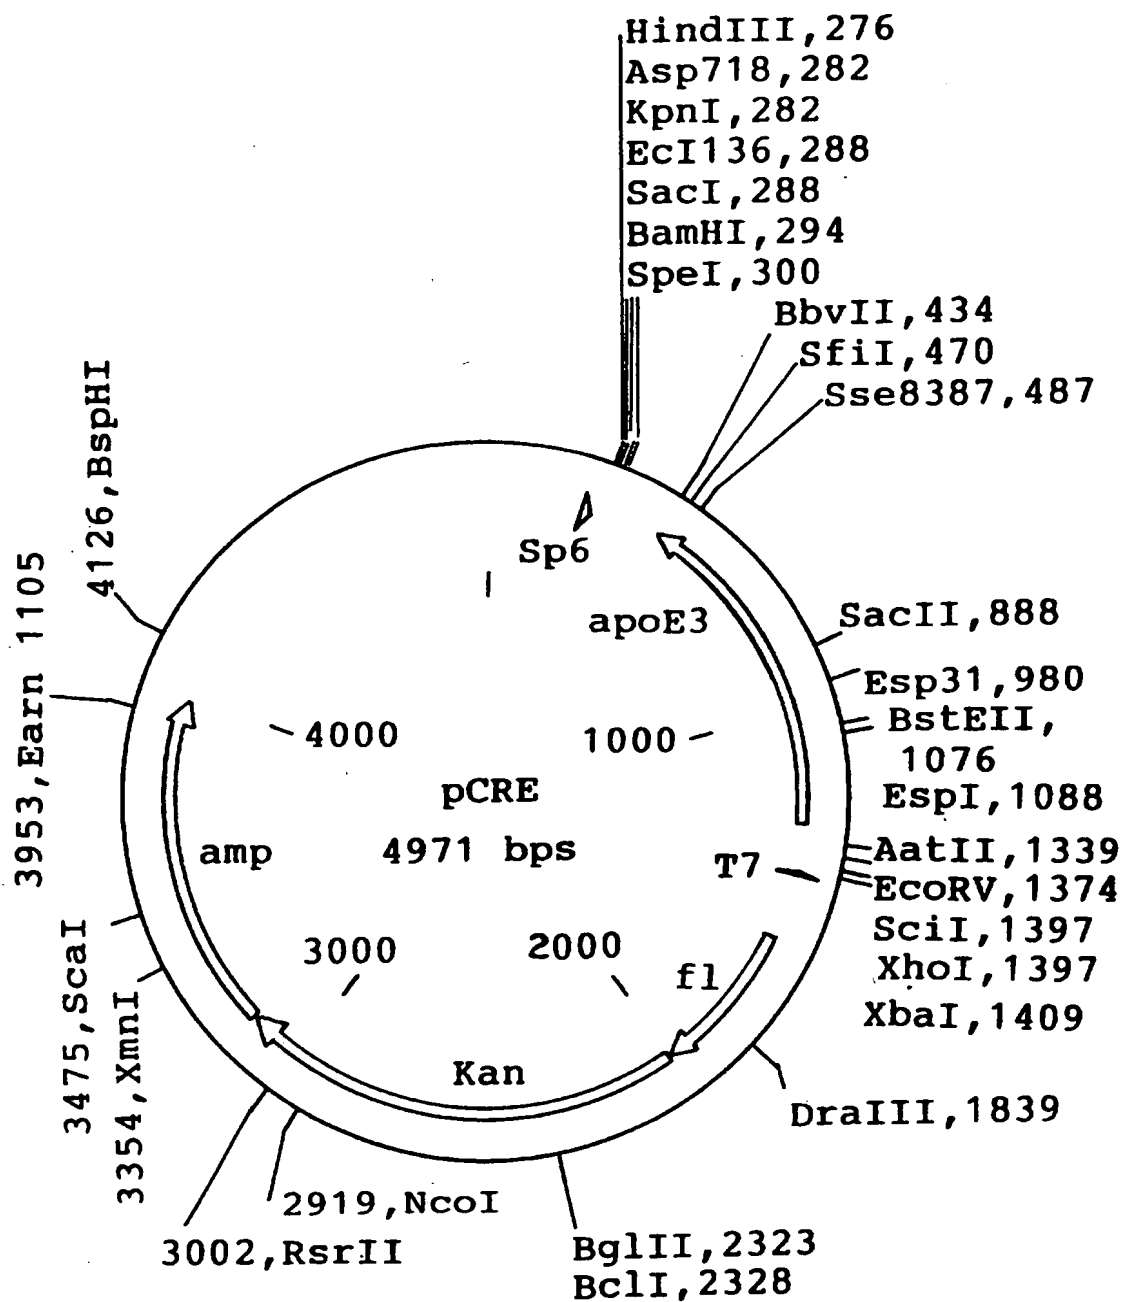 HindIII,276
Asp718,282
KpnI,282
EcI136,288
SacI,288
BamHI,294
SpeI,300
BbvII,434
SfiI,470
Sse8387,487
4126,BspHI
Sp6
apoE3
SacII,888
Esp31,980
BstEII,
1076
EspI,1088
3953,Earn 1105
4000
1000
pCRE
4971 bps
amp
T7
AatII,1339
EcoRV,1374
SciI,1397
XhoI,1397
XbaI,1409
3000
2000
fl
3475,ScaI
3354,XmnI
Kan
DraIII,1839
2919,NcoI
3002,RsrII
BglII,2323
BclI,2328